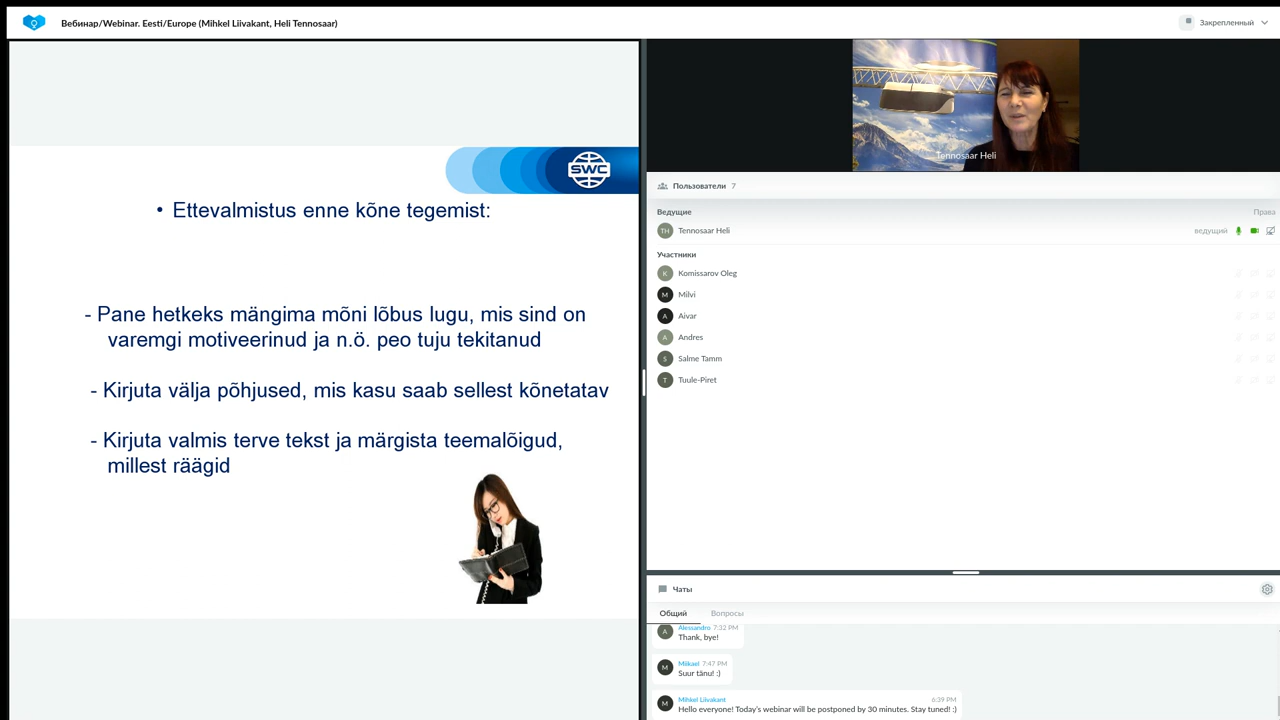 Вебинар/Webinar. Eesti/Europe (Mihkel Liivakant, Heli Tennosaar)
Закрепленный
SWC
• Ettevalmistus enne kõne tegemist:
- Pane hetkeks mängima mõni lõbus lugu, mis sind on
varemgi motiveerinud ja n.ö. peo tuju tekitanud
- Kirjuta välja põhjused, mis kasu saab sellest kõnetatav
- Kirjuta valmis terve tekst ja märgista teemalõigud,
millest räägid
Tennosaar Heli
Пользователи 7
Ведущие Права
TH Tennosaar Heli ведущий
Участники
K Komissarov Oleg
M Milvi
A Aivar
A Andres
S Salme Tamm
T Tuule-Piret
Чаты
Общий Вопросы
A Alessandro 7:32 PM
Thank, bye!
M Miikael 7:47 PM
Suur tänu! :)
M Mihkel Liivakant 6:39 PM
Hello everyone! Today's webinar will be postponed by 30 minutes. Stay tuned! :)